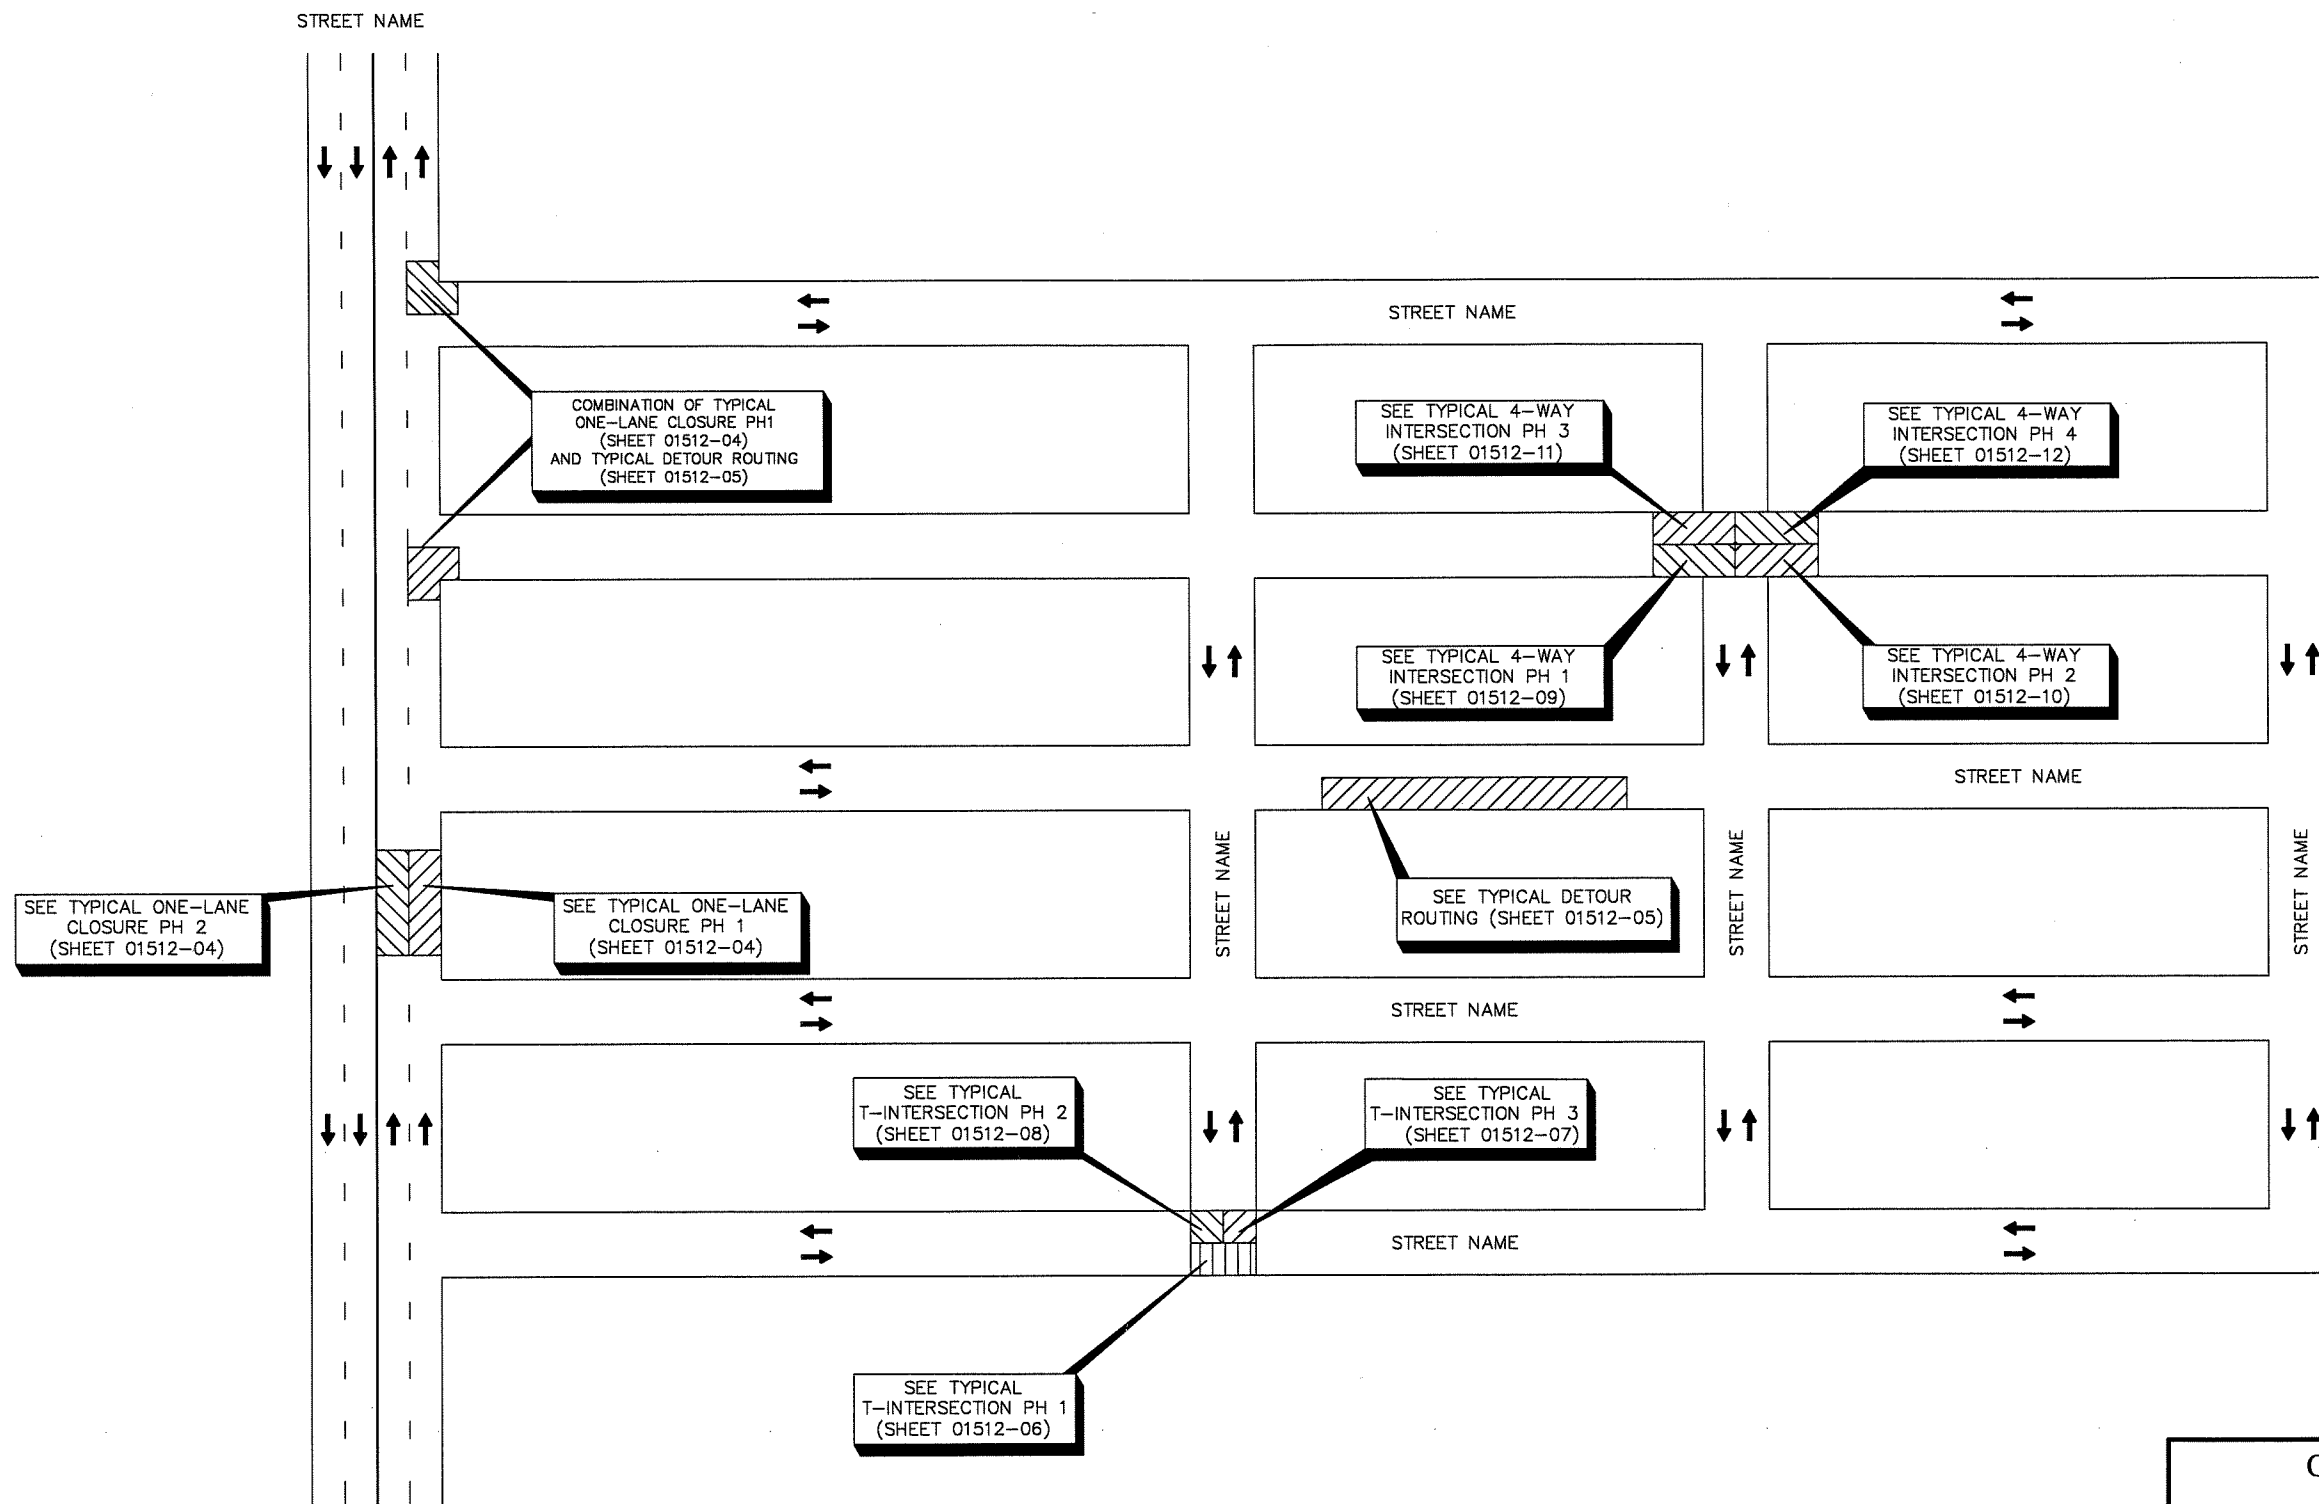 STREET NAME
STREET NAME
COMBINATION OF TYPICAL
ONE-LANE CLOSURE PH1
(SHEET 01512-04)
AND TYPICAL DETOUR ROUTING
(SHEET 01512-05)
SEE TYPICAL 4-WAY
INTERSECTION PH 3
(SHEET 01512-11)
SEE TYPICAL 4-WAY
INTERSECTION PH 4
(SHEET 01512-12)
SEE TYPICAL 4-WAY
INTERSECTION PH 1
(SHEET 01512-09)
SEE TYPICAL 4-WAY
INTERSECTION PH 2
(SHEET 01512-10)
STREET NAME
STREET NAME
STREET NAME
STREET NAME
SEE TYPICAL ONE-LANE
CLOSURE PH 2
(SHEET 01512-04)
SEE TYPICAL ONE-LANE
CLOSURE PH 1
(SHEET 01512-04)
SEE TYPICAL DETOUR
ROUTING (SHEET 01512-05)
STREET NAME
SEE TYPICAL
T-INTERSECTION PH 2
(SHEET 01512-08)
SEE TYPICAL
T-INTERSECTION PH 3
(SHEET 01512-07)
STREET NAME
SEE TYPICAL
T-INTERSECTION PH 1
(SHEET 01512-06)